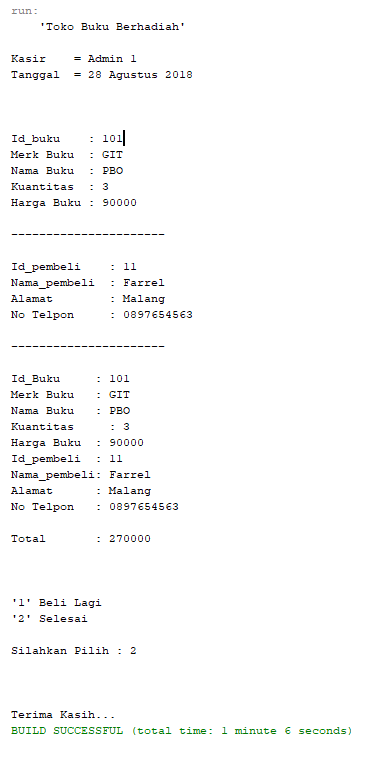 run:
    'Toko Buku Berhadiah'
Kasir    = Admin 1
Tanggal  = 28 Agustus 2018
Id_buku    : 101
Merk Buku  : GIT
Nama Buku  : PBO
Kuantitas  : 3
Harga Buku : 90000
----------------------
Id_pembeli    : 11
Nama_pembeli  : Farrel
Alamat        : Malang
No Telpon     : 0897654563
----------------------
Id_Buku     : 101
Merk Buku   : GIT
Nama Buku   : PBO
Kuantitas     : 3
Harga Buku  : 90000
Id_pembeli  : 11
Nama_pembeli: Farrel
Alamat      : Malang
No Telpon   : 0897654563
Total       : 270000
'1' Beli Lagi
'2' Selesai
Silahkan Pilih : 2
Terima Kasih...
BUILD SUCCESSFUL (total time: 1 minute 6 seconds)